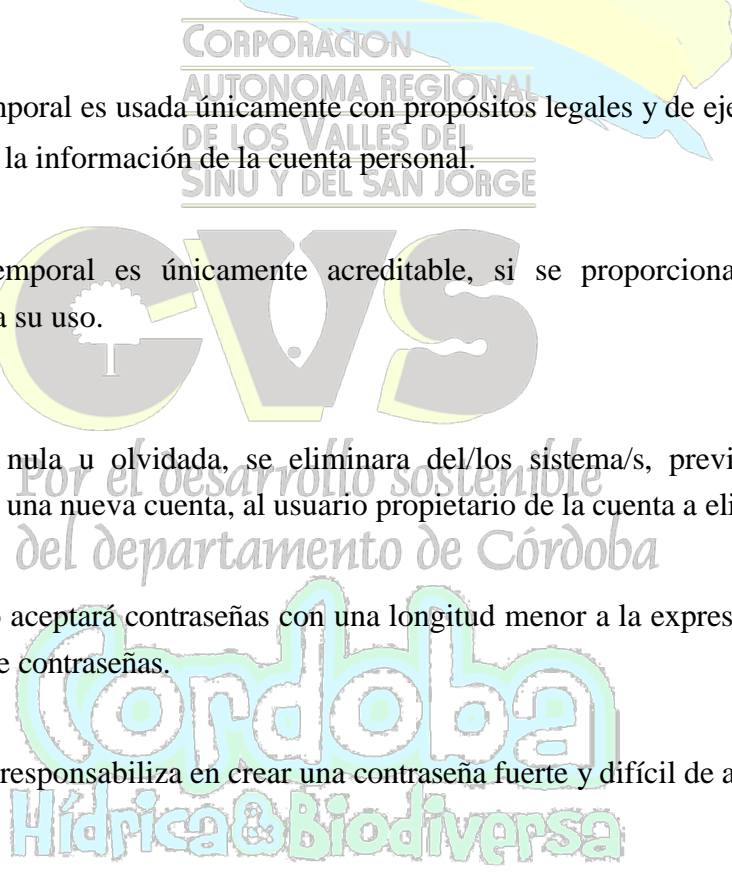 CORPORACION
AUTONOMA REGIONAL
mporal es usada únicamente con propósitos legales y de eje
DE LOS VALLES DEL
la información de la cuenta personal.
SINÚ Y DEL SAN JORGE
CVS
emporal es únicamente acreditable, si se proporciona
a su uso.
nula u olvidada, se eliminara del/los sistema/s, previ
Por el desarrollo sostenible
una nueva cuenta, al usuario propietario de la cuenta a eli
del departamento de Córdoba
o aceptará contraseñas con una longitud menor a la expres
e contraseñas.
Cordoba
responsabiliza en crear una contraseña fuerte y difícil de a
Hídrica&Biodiversa